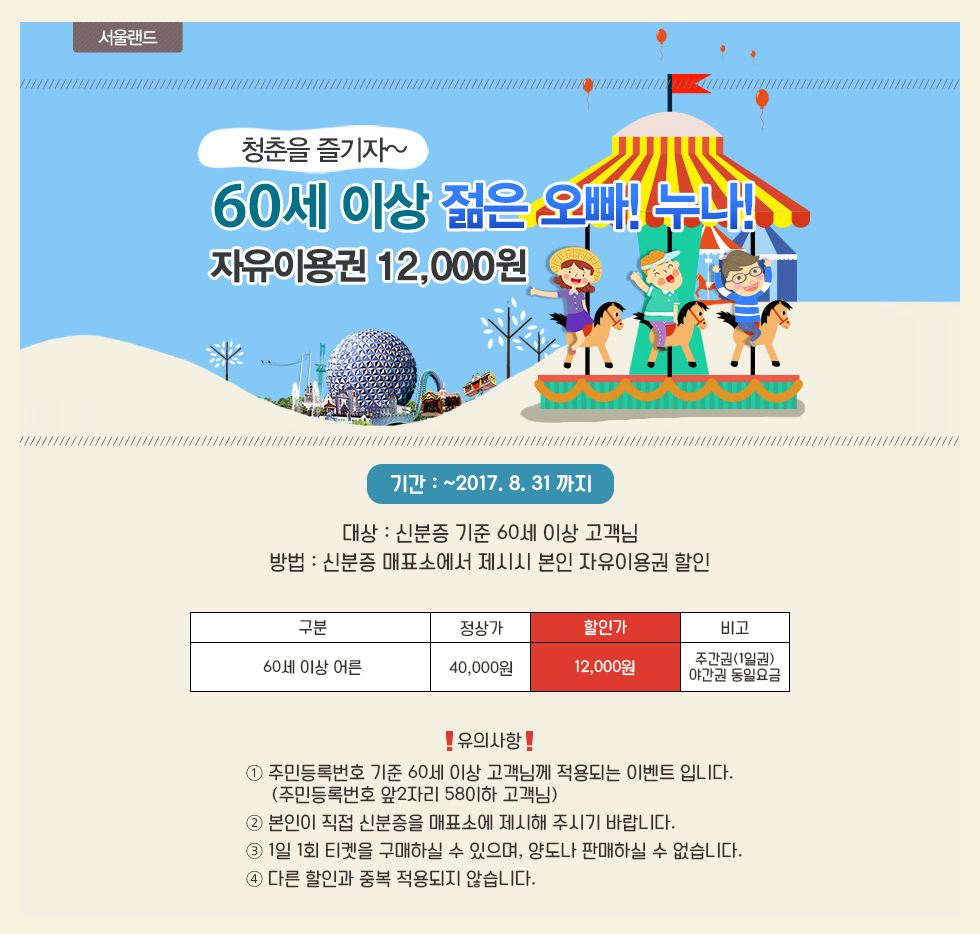 서울랜드
청춘을 즐기자~
60세 이상 젊은 오빠! 누나!
자유이용권 12,000원
기간 : ~2017. 8. 31 까지
대상 : 신분증 기준 60세 이상 고객님
방법 : 신분증 매표소에서 제시시 본인 자유이용권 할인
구분 정상가 할인가 비고
60세 이상 어른 40,000원 12,000원 주간권(1일권)
야간권 동일요금
❗유의사항❗
① 주민등록번호 기준 60세 이상 고객님께 적용되는 이벤트 입니다.
(주민등록번호 앞2자리 58이하 고객님)
② 본인이 직접 신분증을 매표소에 제시해 주시기 바랍니다.
③ 1일 1회 티켓을 구매하실 수 있으며, 양도나 판매하실 수 없습니다.
④ 다른 할인과 중복 적용되지 않습니다.